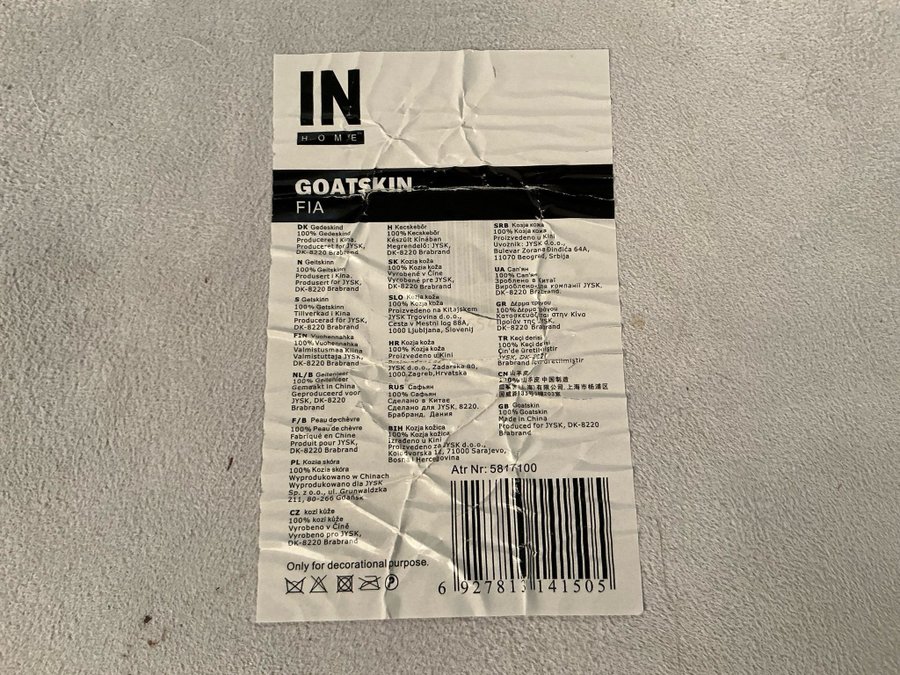 IN
HOME
GOATSKIN
FIA
DK Gedeskind
100% Gedeskind
Produceret i Kina.
Produceret for JYSK,
DK-8220 Brabrand
N Geitskinn
100% Geitskinn
Produsert i Kina.
Produsert for JYSK,
DK-8220 Brabrand
S Getskinn
100% Getskinn
Tillverkad i Kina
Producerad för JYSK,
DK-8220 Brabrand
FIN Vuohennahka
100% Vuohennahka
Valmistusmaa Kiina
Valmistuttaja JYSK,
DK-8220 Brabrand
NL/B Geitenleer
100% Geitenleer
Gemaakt in China
Geproduceerd voor
JYSK, DK-8220
Brabrand
F/B Peau de chèvre
100% Peau de chèvre
Fabriqué en Chine
Produit pour JYSK,
DK-8220 Brabrand
PL Kozia skóra
100% Kozia skóra
Wyprodukowano w Chinach
Wyprodukowano dla JYSK
Sp. z o.o., ul. Grunwaldzka
211, 80-266 Gdańsk
CZ kozí kůže
100% kozí kůže
Vyrobeno v Číně
Vyrobeno pro JYSK,
DK-8220 Brabrand
H Kecskebőr
100% Kecskebőr
Készült Kínában
Megrendelő: JYSK,
DK-8220 Brabrand
SK Kozia koža
100% Kozia koža
Vyrobené v Číne
Vyrobené pre JYSK,
DK-8220 Brabrand
SLO Kozja koža
100% Kozja koža
Proizvedeno na Kitajskem
JYSK Trgovina d.o.o.,
Cesta v Mestni log 88A,
1000 Ljubljana, Slovenij
HR Kozja koža
100% Kozja koža
Proizvedeno u Kini
JYSK d.o.o., Zadarska 80,
1000 Zagreb, Hrvatska
RUS Сафьян
100% Сафьян
Сделано в Китае
Сделано для JYSK, 8220,
Брабранд, Дания
BIH Kozja kožica
100% Kozja kožica
Izrađeno u Kini
Proizvedeno za JYSK d.o.o.,
Kolodvorska 11, 71000 Sarajevo,
Bosna i Hercegovina
SRB Kozja кожа
100% Kozja кожа
Proizvedeno u Kini
Uvoznik: JYSK d.o.o.,
Bulevar Zorana Đinđića 64A,
11070 Beograd, Srbija
UA Сап'ян
100% Сап'ян
Зроблено в Китаї
Вироблено для компанії JYSK,
DK-8220 Brabrand
GR Δέρμα τράγου
100% Δέρμα τράγου
Κατασκευάζεται στην Κίνα
Προϊόν της JYSK,
DK-8220 Brabrand
TR Keçi derisi
100% Keçi derisi
Çin'de üretilmiştir
JYSK, DK-8220
Brabrand için üretilmiştir
CN 山羊皮
100% 山羊皮 中国制造
有限公司, 上海市杨浦区
GB Goatskin
100% Goatskin
Made in China
Produced for JYSK, DK-8220
Brabrand
Atr Nr: 5817100
Only for decorational purpose.
P
6 927813 141505